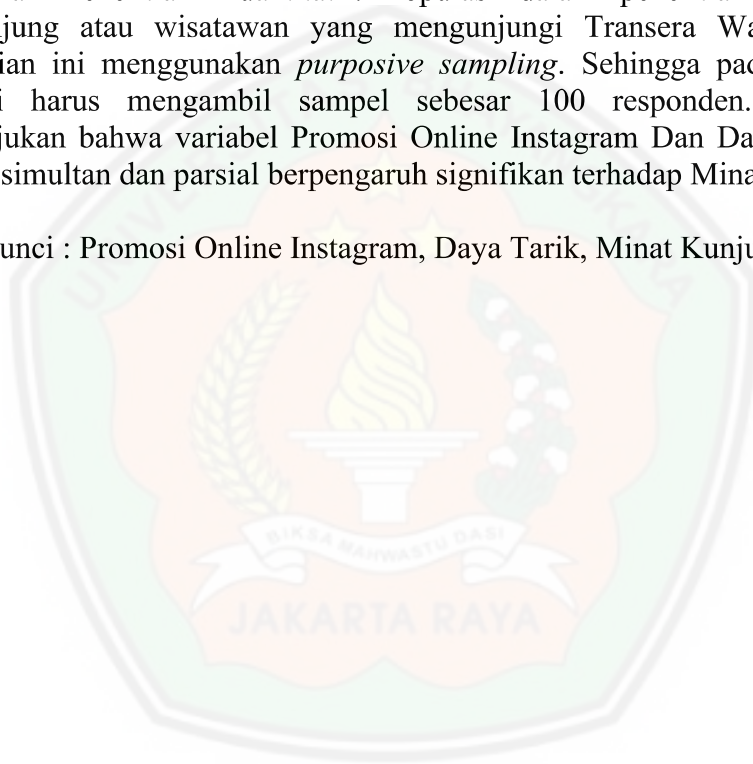 jung atau wisatawan yang mengunjungi Transera Wa
ian ini menggunakan purposive sampling. Sehingga pad
i harus mengambil sampel sebesar 100 responden.
jukan bahwa variabel Promosi Online Instagram Dan Da
simultan dan parsial berpengaruh signifikan terhadap Mina
unci : Promosi Online Instagram, Daya Tarik, Minat Kunju
BIKSA MAHWASTU DASI
JAKARTA RAYA